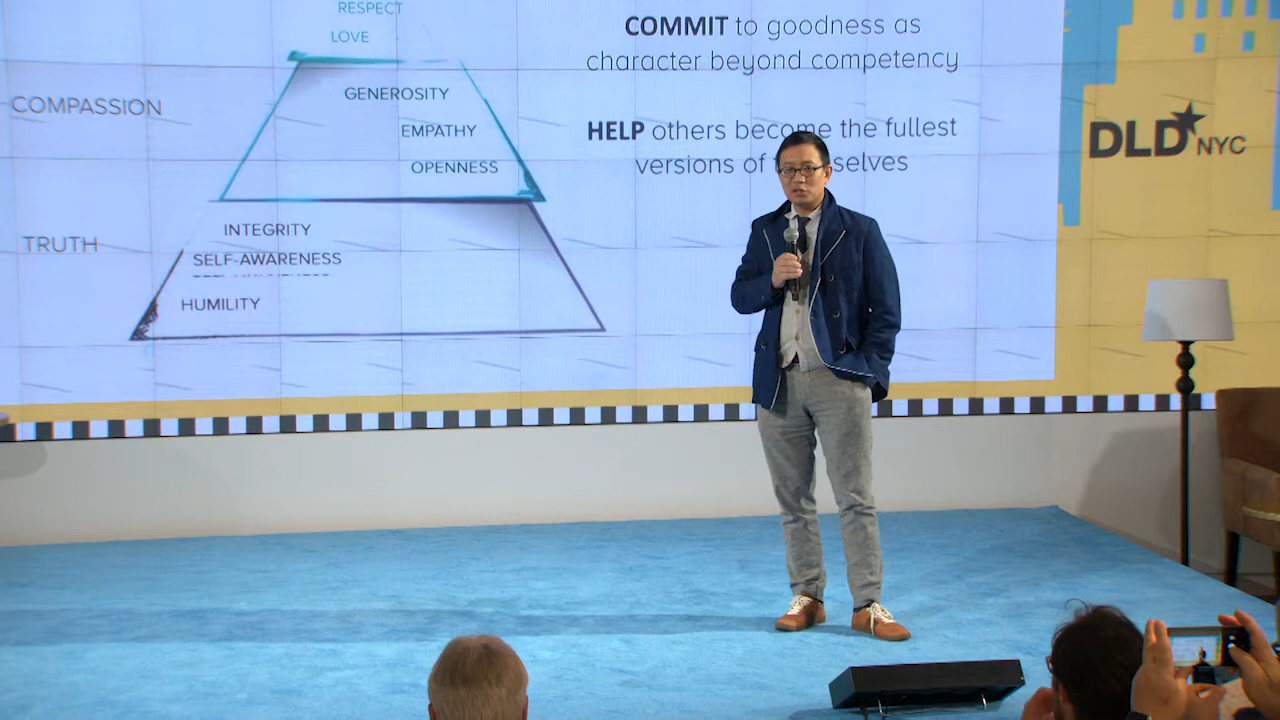 RESPECT
LOVE
COMPASSION
GENEROSITY
EMPATHY
OPENNESS
TRUTH
INTEGRITY
SELF-AWARENESS
HUMILITY
COMMIT to goodness as
character beyond competency
HELP others become the fullest
versions of
DLD NYC